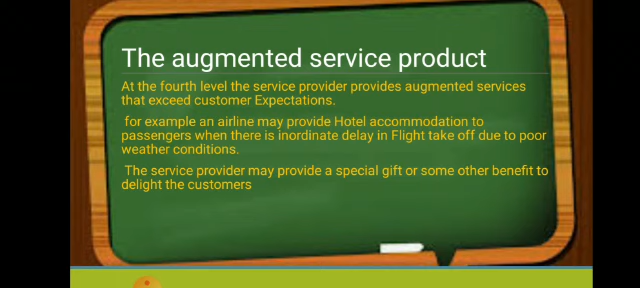 The augmented service product
At the fourth level the service provider provides augmented services
that exceed customer Expectations.
for example an airline may provide Hotel accommodation to
passengers when there is inordinate delay in Flight take off due to poor
weather conditions.
The service provider may provide a special gift or some other benefit to
delight the customers